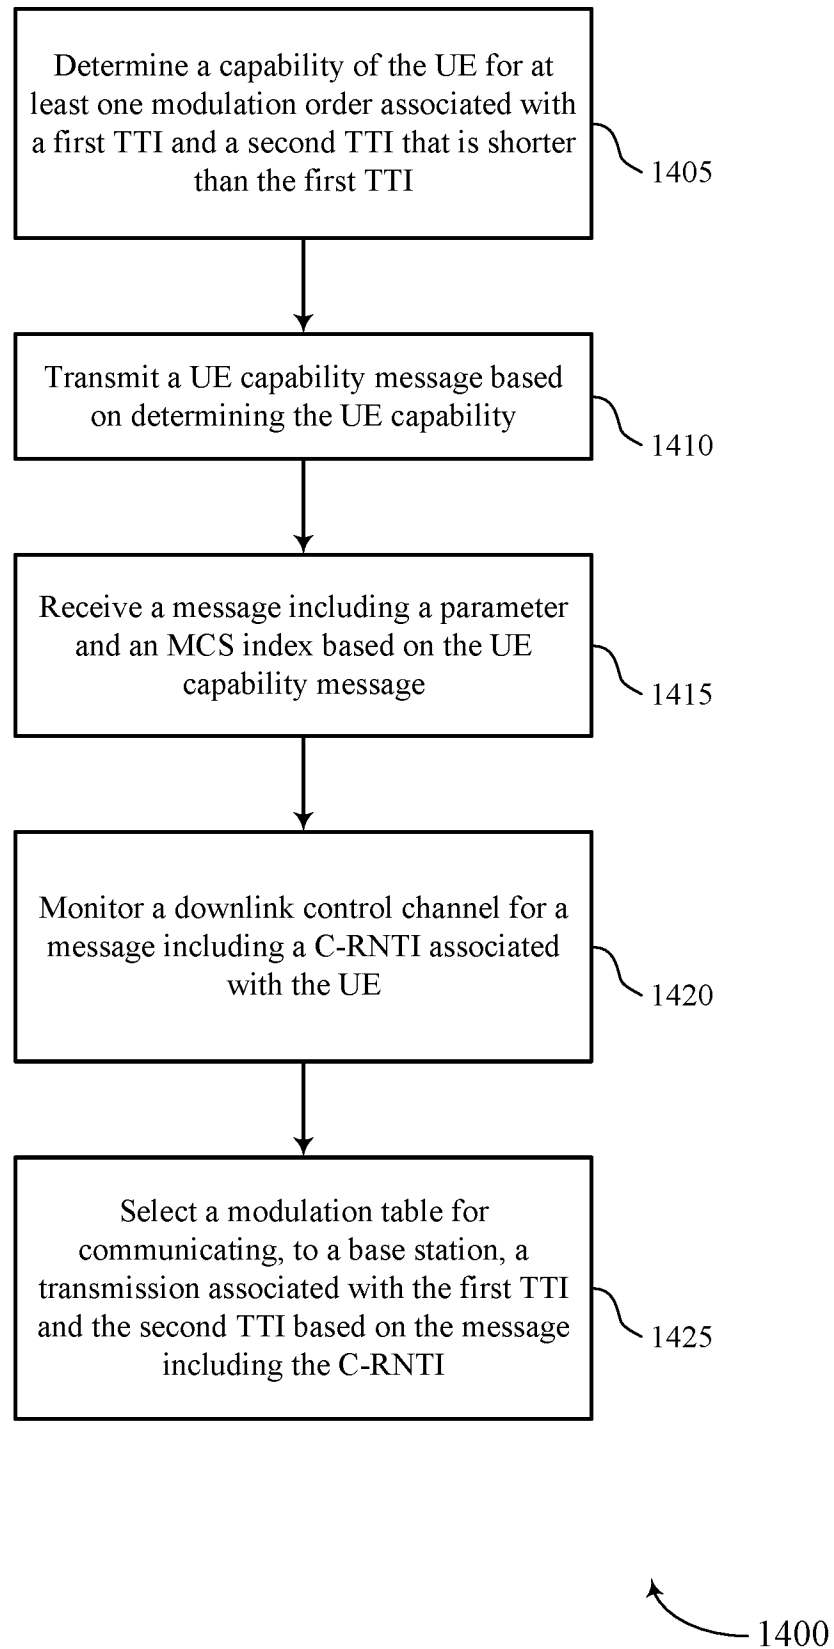 Determine a capability of the UE for at
least one modulation order associated with
a first TTI and a second TTI that is shorter
than the first TTI
1405
Transmit a UE capability message based
on determining the UE capability
1410
Receive a message including a parameter
and an MCS index based on the UE
capability message
1415
Monitor a downlink control channel for a
message including a C-RNTI associated
with the UE
1420
Select a modulation table for
communicating, to a base station, a
transmission associated with the first TTI
and the second TTI based on the message
including the C-RNTI
1425
1400